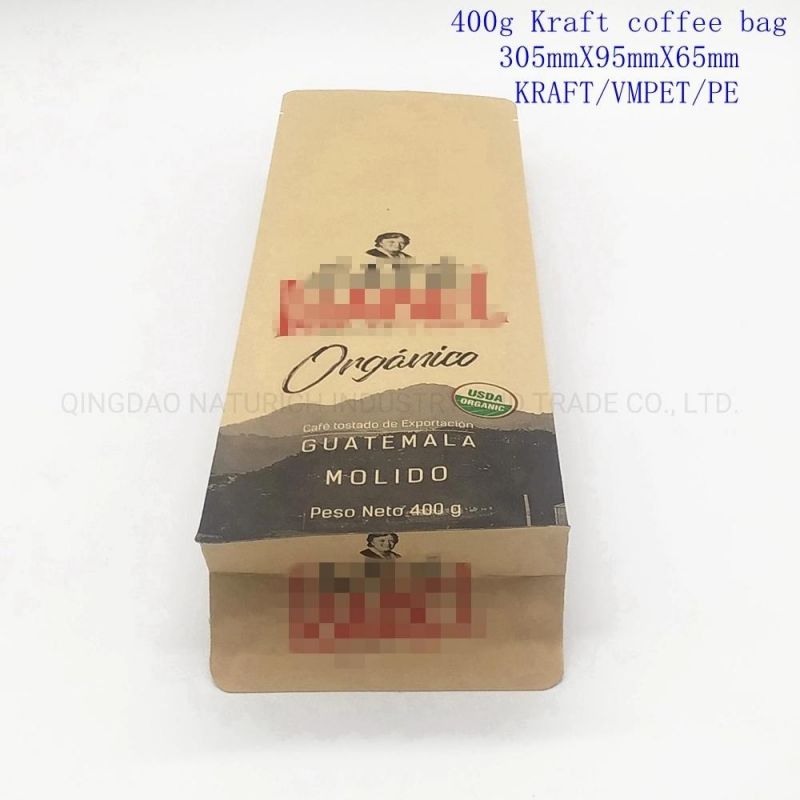 400g Kraft coffee bag
305mmX95mmX65mm
KRAFT/VMPET/PE
Orgánico
USDA
ORGANIC
QINGDAO NATURICH INDUSTRY AND TRADE CO., LTD.
Café tostado de Exportación
GUATEMALA
MOLIDO
Peso Neto 400 g